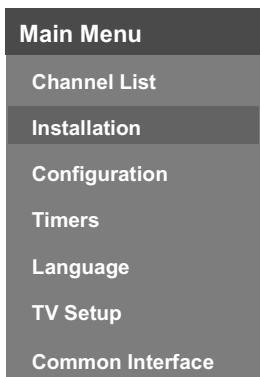 Main Menu
Channel List
Installation
Configuration
Timers
Language
TV Setup
Common Interface